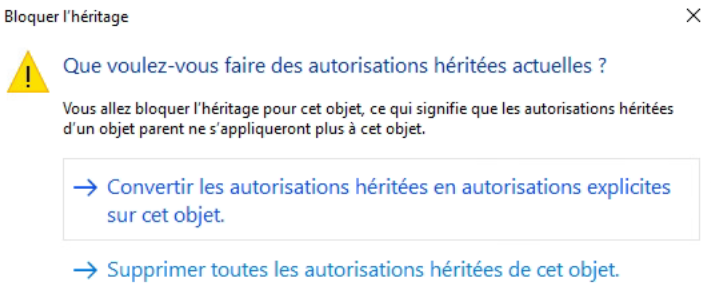 Bloquer l’héritage
Que voulez-vous faire des autorisations héritées actuelles ?
Vous allez bloquer l’héritage pour cet objet, ce qui signifie que les autorisations héritées
d’un objet parent ne s’appliqueront plus à cet objet.
Convertir les autorisations héritées en autorisations explicites
sur cet objet.
Supprimer toutes les autorisations héritées de cet objet.